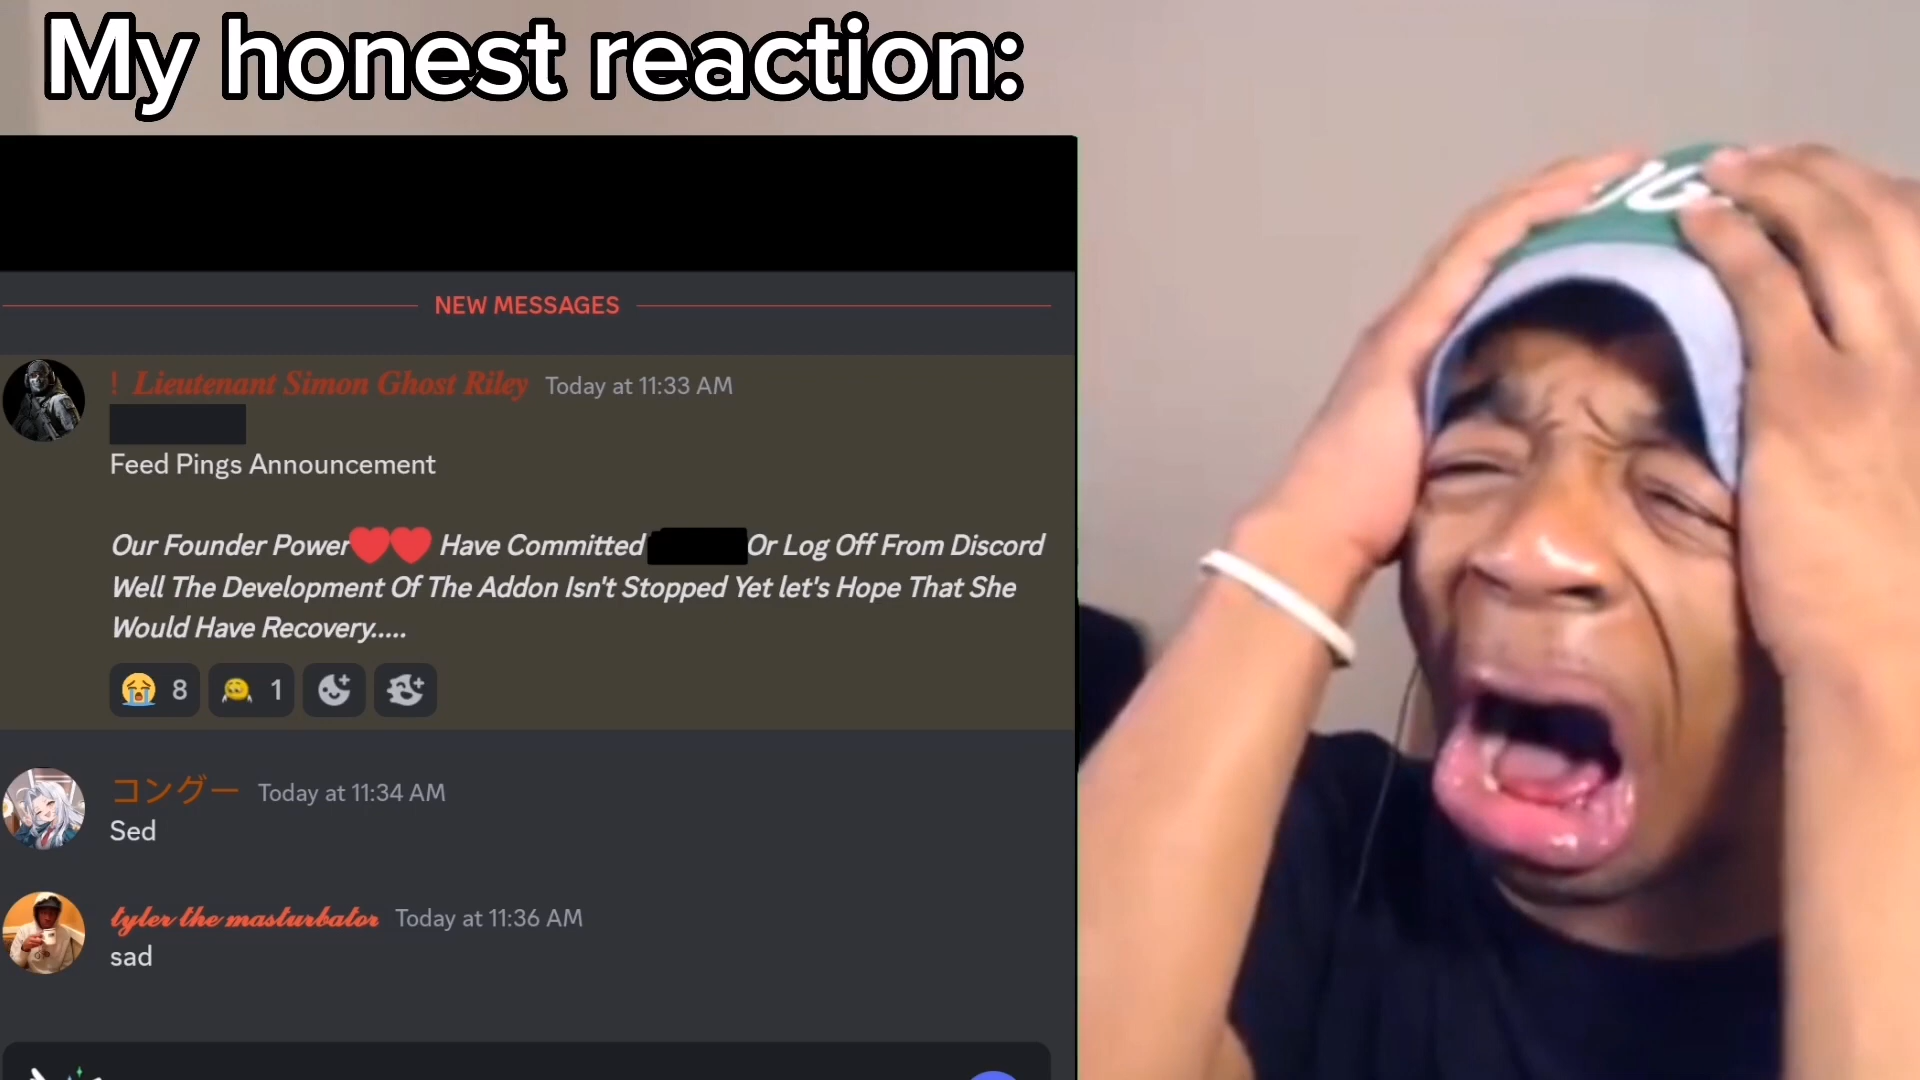 My honest reaction:
NEW MESSAGES
! Lieutenant Simon Ghost Riley Today at 11:33 AM
Feed Pings Announcement
Our Founder Power❤️❤️ Have Committed Or Log Off From Discord
Well The Development Of The Addon Isn't Stopped Yet let's Hope That She
Would Have Recovery.....
8 1
コングー Today at 11:34 AM
Sed
tyler the masturbator Today at 11:36 AM
sad